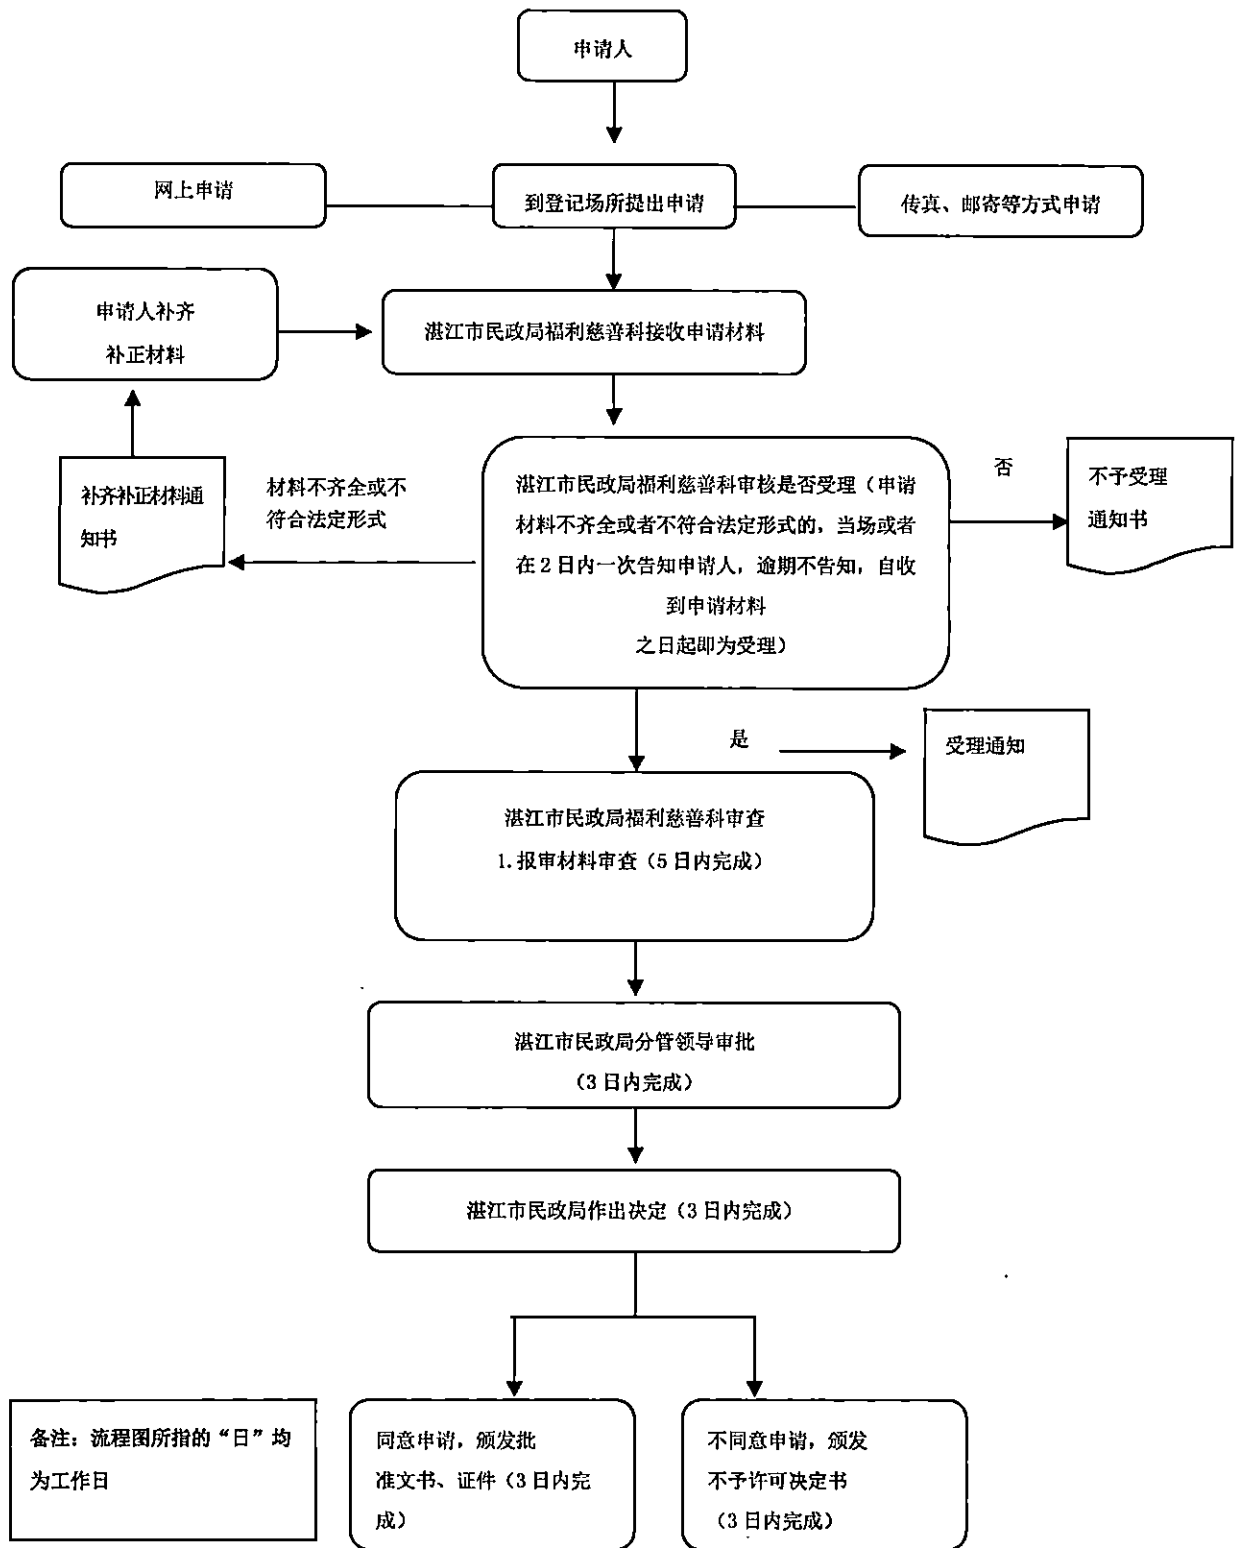 申请人
网上申请
到登记场所提出申请
传真、邮寄等方式申请
申请人补齐
补正材料
湛江市民政局福利慈善科接收申请材料
补齐补正材料通
知书
材料不齐全或不
符合法定形式
湛江市民政局福利慈善科审核是否受理（申请
材料不齐全或者不符合法定形式的，当场或者
在2日内一次告知申请人，逾期不告知，自收
到申请材料
之日起即为受理）
否
不予受理
通知书
是
受理通知
湛江市民政局福利慈善科审查
1.报审材料审查（5日内完成）
湛江市民政局分管领导审批
（3日内完成）
湛江市民政局作出决定（3日内完成）
备注：流程图所指的“日”均
为工作日
同意申请，颁发批
准文书、证件（3日内完
成）
不同意申请，颁发
不予许可决定书
（3日内完成）